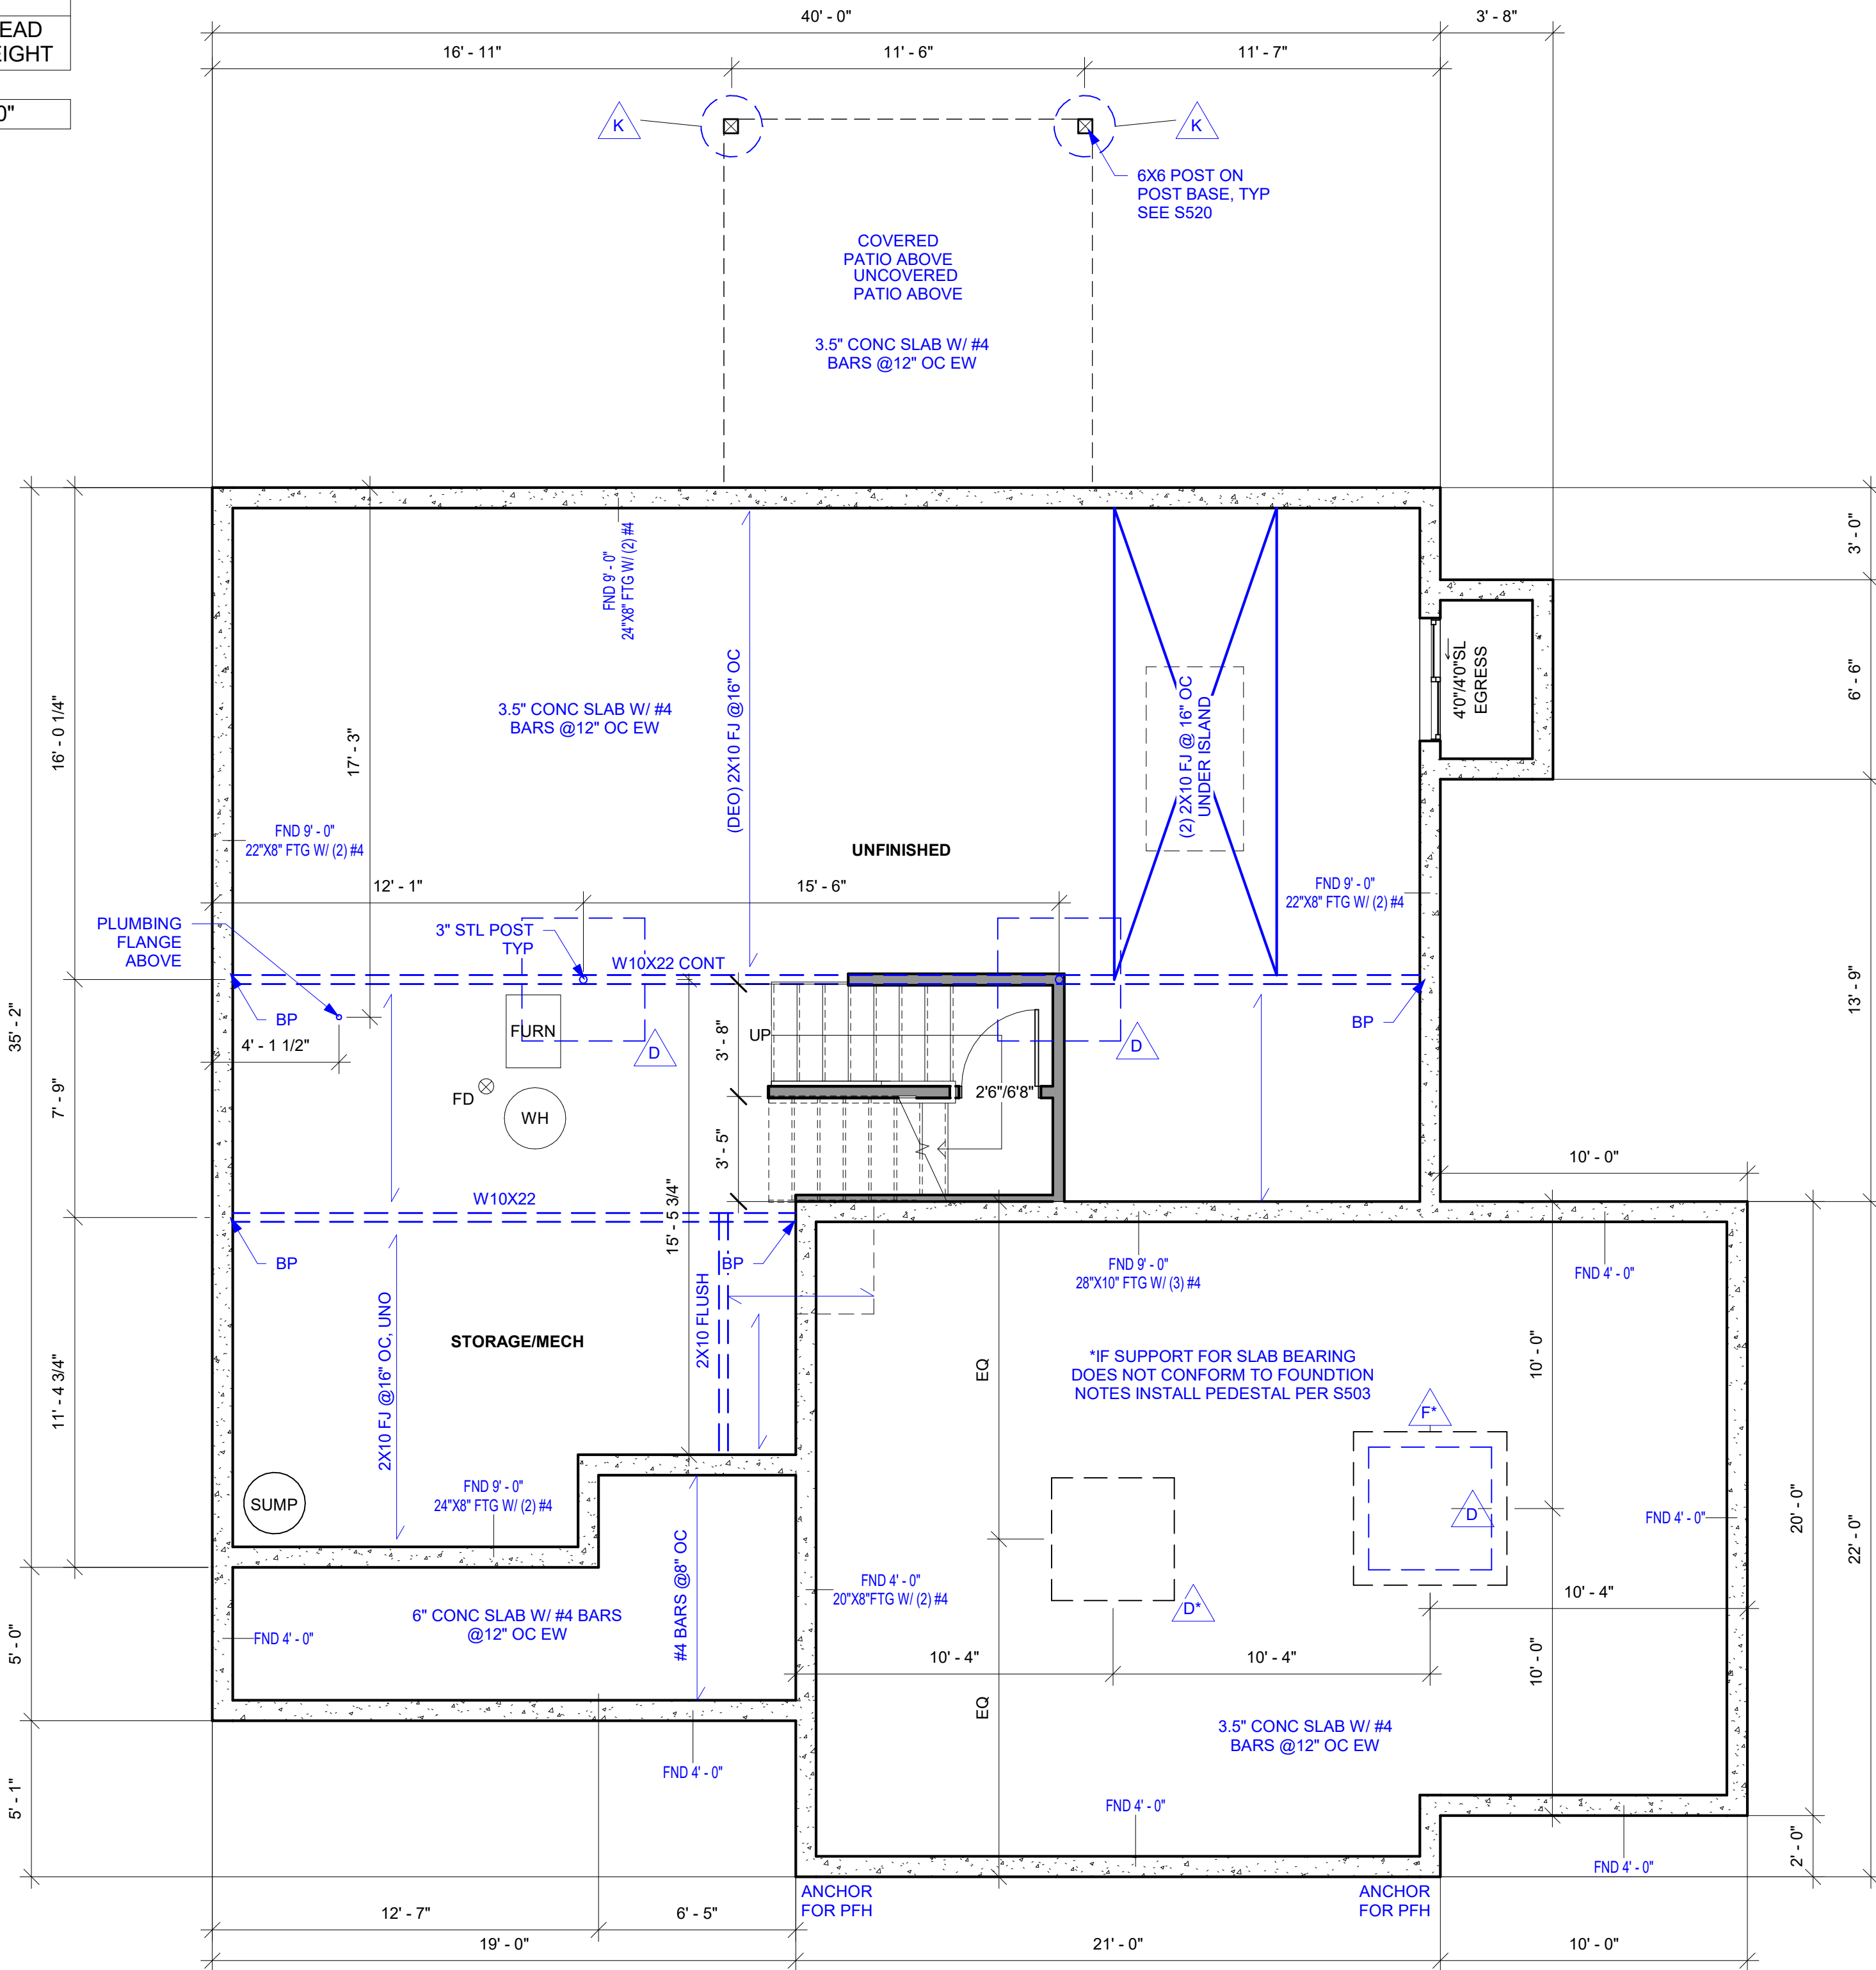 EAD
EIGHT
0"
40' - 0"
3' - 8"
16' - 11"
11' - 6"
11' - 7"
K
K
6X6 POST ON
POST BASE, TYP
SEE S520
COVERED
PATIO ABOVE
UNCOVERED
PATIO ABOVE
3.5" CONC SLAB W/ #4
BARS @12" OC EW
FND 9' - 0"
24"X8" FTG W/ (2) #4
3' - 0"
6' - 6"
4'0"/4'0"SL
EGRESS
16' - 0 1/4"
17' - 3"
3.5" CONC SLAB W/ #4
BARS @12" OC EW
(DEO) 2X10 FJ @16" OC
(2) 2X10 FJ @ 16" OC
UNDER ISLAND
FND 9' - 0"
22"X8" FTG W/ (2) #4
UNFINISHED
12' - 1"
15' - 6"
FND 9' - 0"
22"X8" FTG W/ (2) #4
PLUMBING
FLANGE
ABOVE
3" STL POST
TYP
W10X22 CONT
BP
BP
13' - 9"
35' - 2"
4' - 1 1/2"
FURN
D
UP
3' - 8"
D
7' - 9"
FD
WH
2'6"/6'8"
3' - 5"
10' - 0"
W10X22
15' - 5 3/4"
BP
BP
2X10 FLUSH
FND 9' - 0"
28"X10" FTG W/ (3) #4
FND 4' - 0"
11' - 4 3/4"
2X10 FJ @16" OC, UNO
STORAGE/MECH
EQ
*IF SUPPORT FOR SLAB BEARING
DOES NOT CONFORM TO FOUNDTION
NOTES INSTALL PEDESTAL PER S503
10' - 0"
F*
D
SUMP
FND 9' - 0"
24"X8" FTG W/ (2) #4
FND 4' - 0"
20' - 0"
22' - 0"
#4 BARS @8" OC
FND 4' - 0"
20"X8"FTG W/ (2) #4
D*
10' - 4"
6" CONC SLAB W/ #4 BARS
@12" OC EW
FND 4' - 0"
5' - 0"
10' - 4"
10' - 4"
10' - 0"
EQ
3.5" CONC SLAB W/ #4
BARS @12" OC EW
FND 4' - 0"
5' - 1"
FND 4' - 0"
2' - 0"
FND 4' - 0"
ANCHOR
FOR PFH
ANCHOR
FOR PFH
12' - 7"
6' - 5"
19' - 0"
21' - 0"
10' - 0"